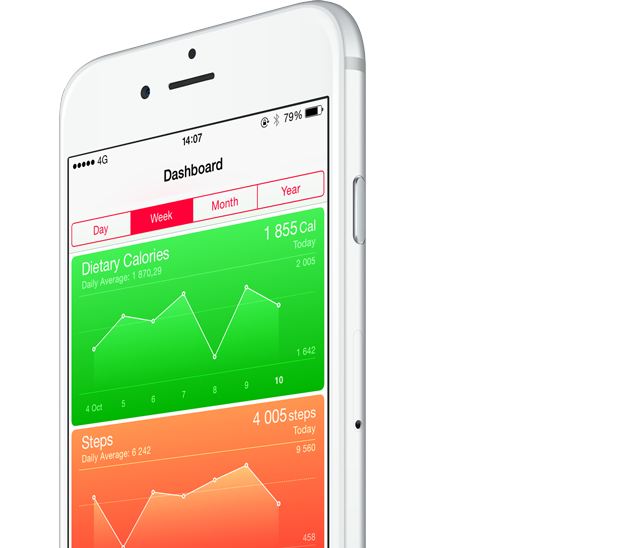 4G 14:07 79%
Dashboard
Day Week Month Year
Dietary Calories 1 855 Cal
Daily Average: 1 870,29 Today
2 005
1 642
4 Oct 5 6 7 8 9 10
Steps 4 005 steps
Daily Average: 6 242 Today
9 560
458